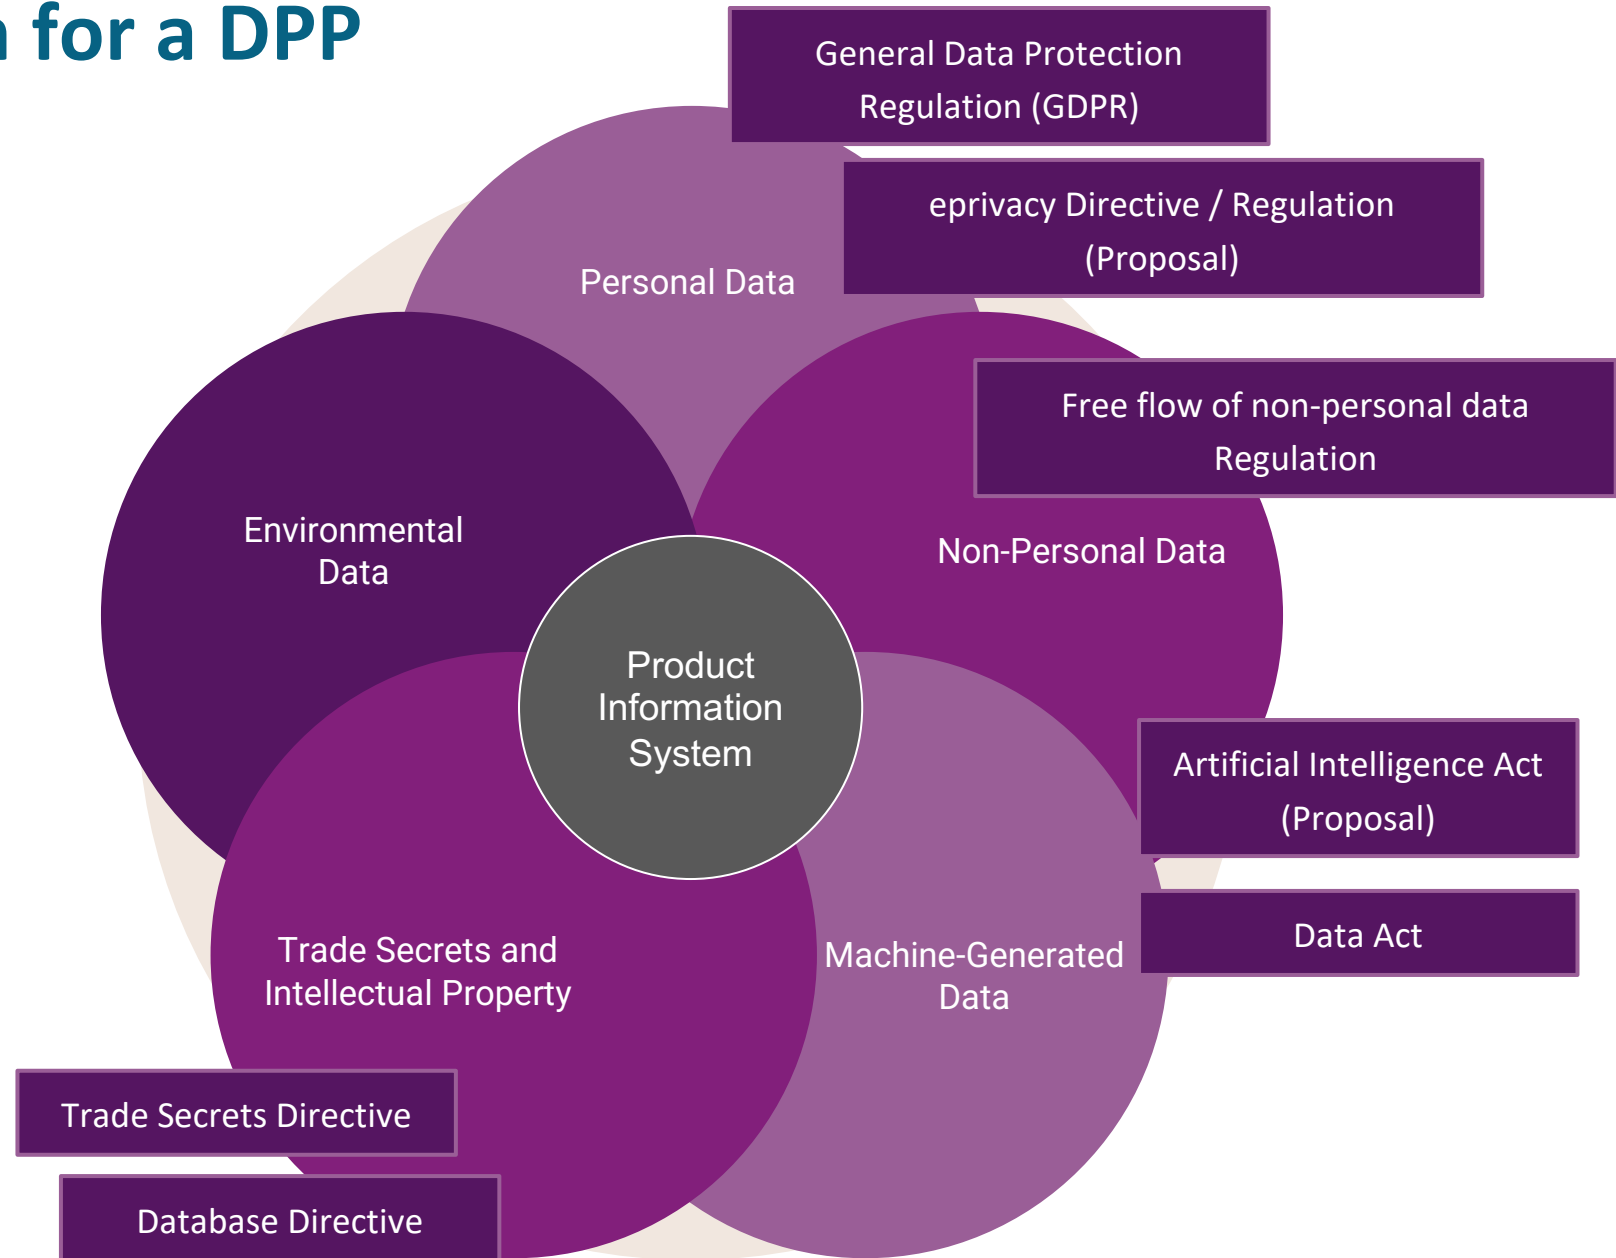 for a DPP
General Data Protection
Regulation (GDPR)
eprivacy Directive / Regulation
(Proposal)
Personal Data
Free flow of non-personal data
Regulation
Environmental
Data
Non-Personal Data
Product
Information
System
Artificial Intelligence Act
(Proposal)
Data Act
Trade Secrets and
Intellectual Property
Machine-Generated
Data
Trade Secrets Directive
Database Directive